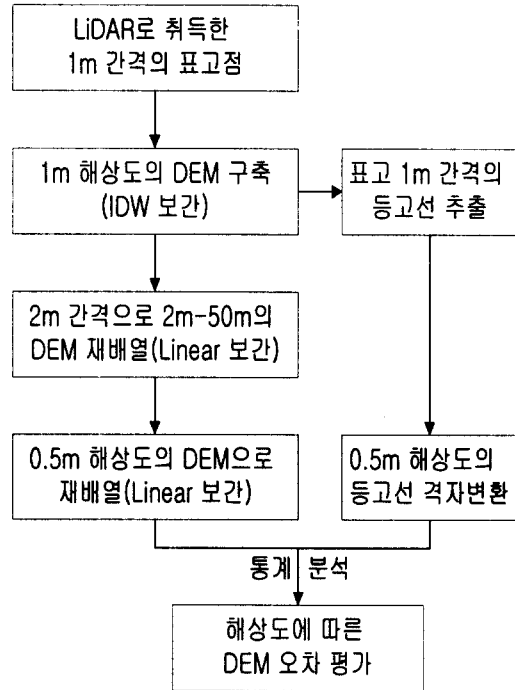 LiDAR로 취득한
1m 간격의 표고점
1m 해상도의 DEM 구축
(IDW 보간)
표고 1m 간격의
등고선 추출
2m 간격으로 2m-50m의
DEM 재배열(Linear 보간)
0.5m 해상도의 DEM으로
재배열(Linear 보간)
0.5m 해상도의
등고선 격자변환
통계 분석
해상도에 따른
DEM 오차 평가